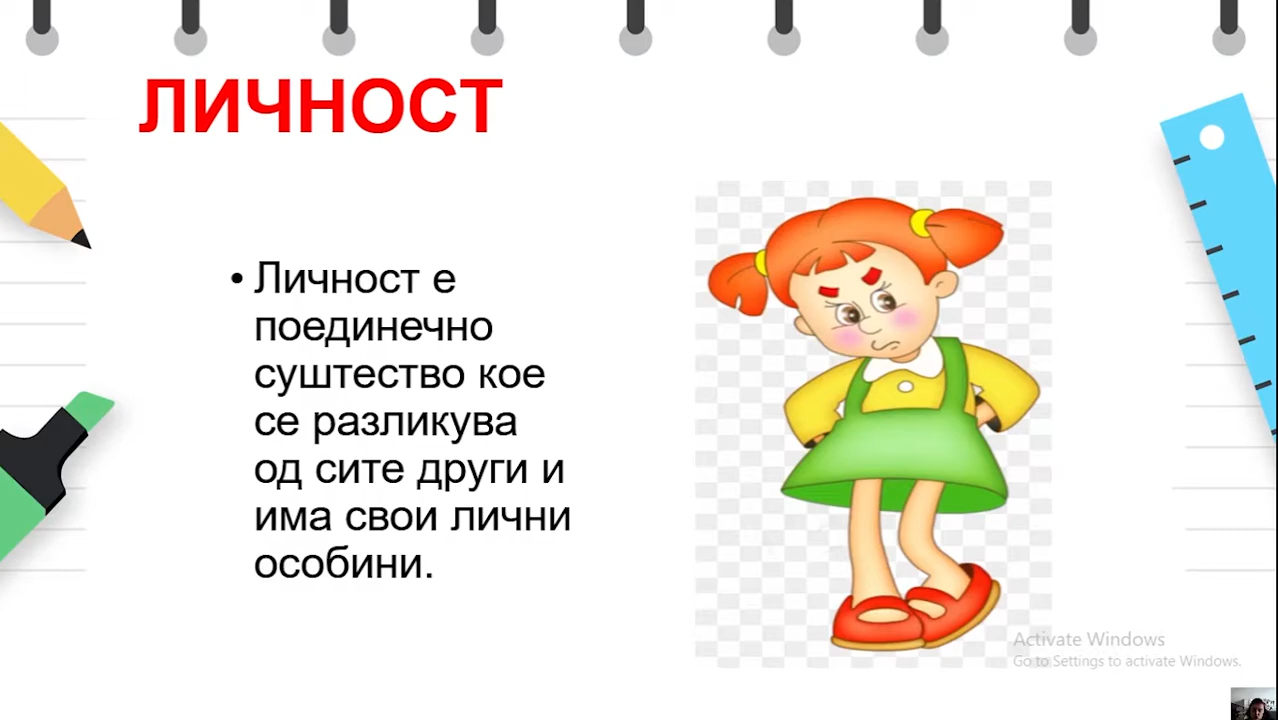 ЛИЧНОСТ
• Личност е
поединечно
суштество кое
се разликува
од сите други и
има свои лични
особини.
Activate Windows
Go to Settings to activate Windows.